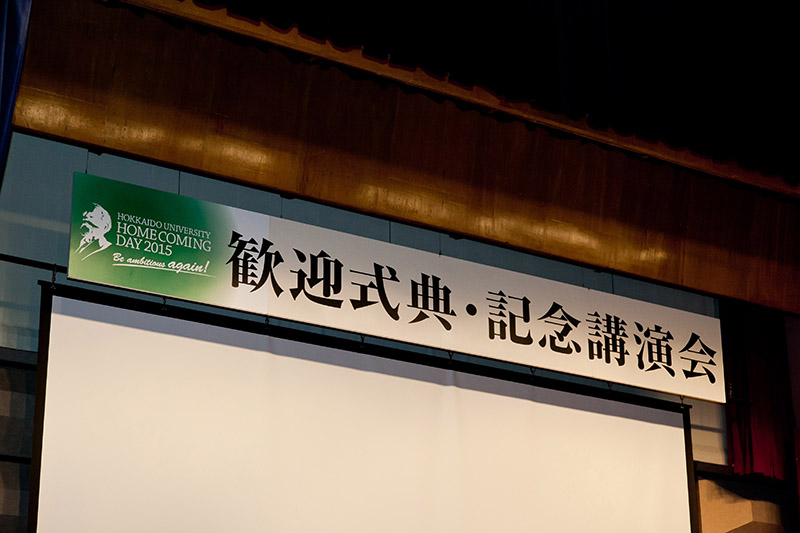 HOKKAIDO UNIVERSITY
HOME COMING
DAY 2015
Be ambitious again!
歓迎式典・記念講演会